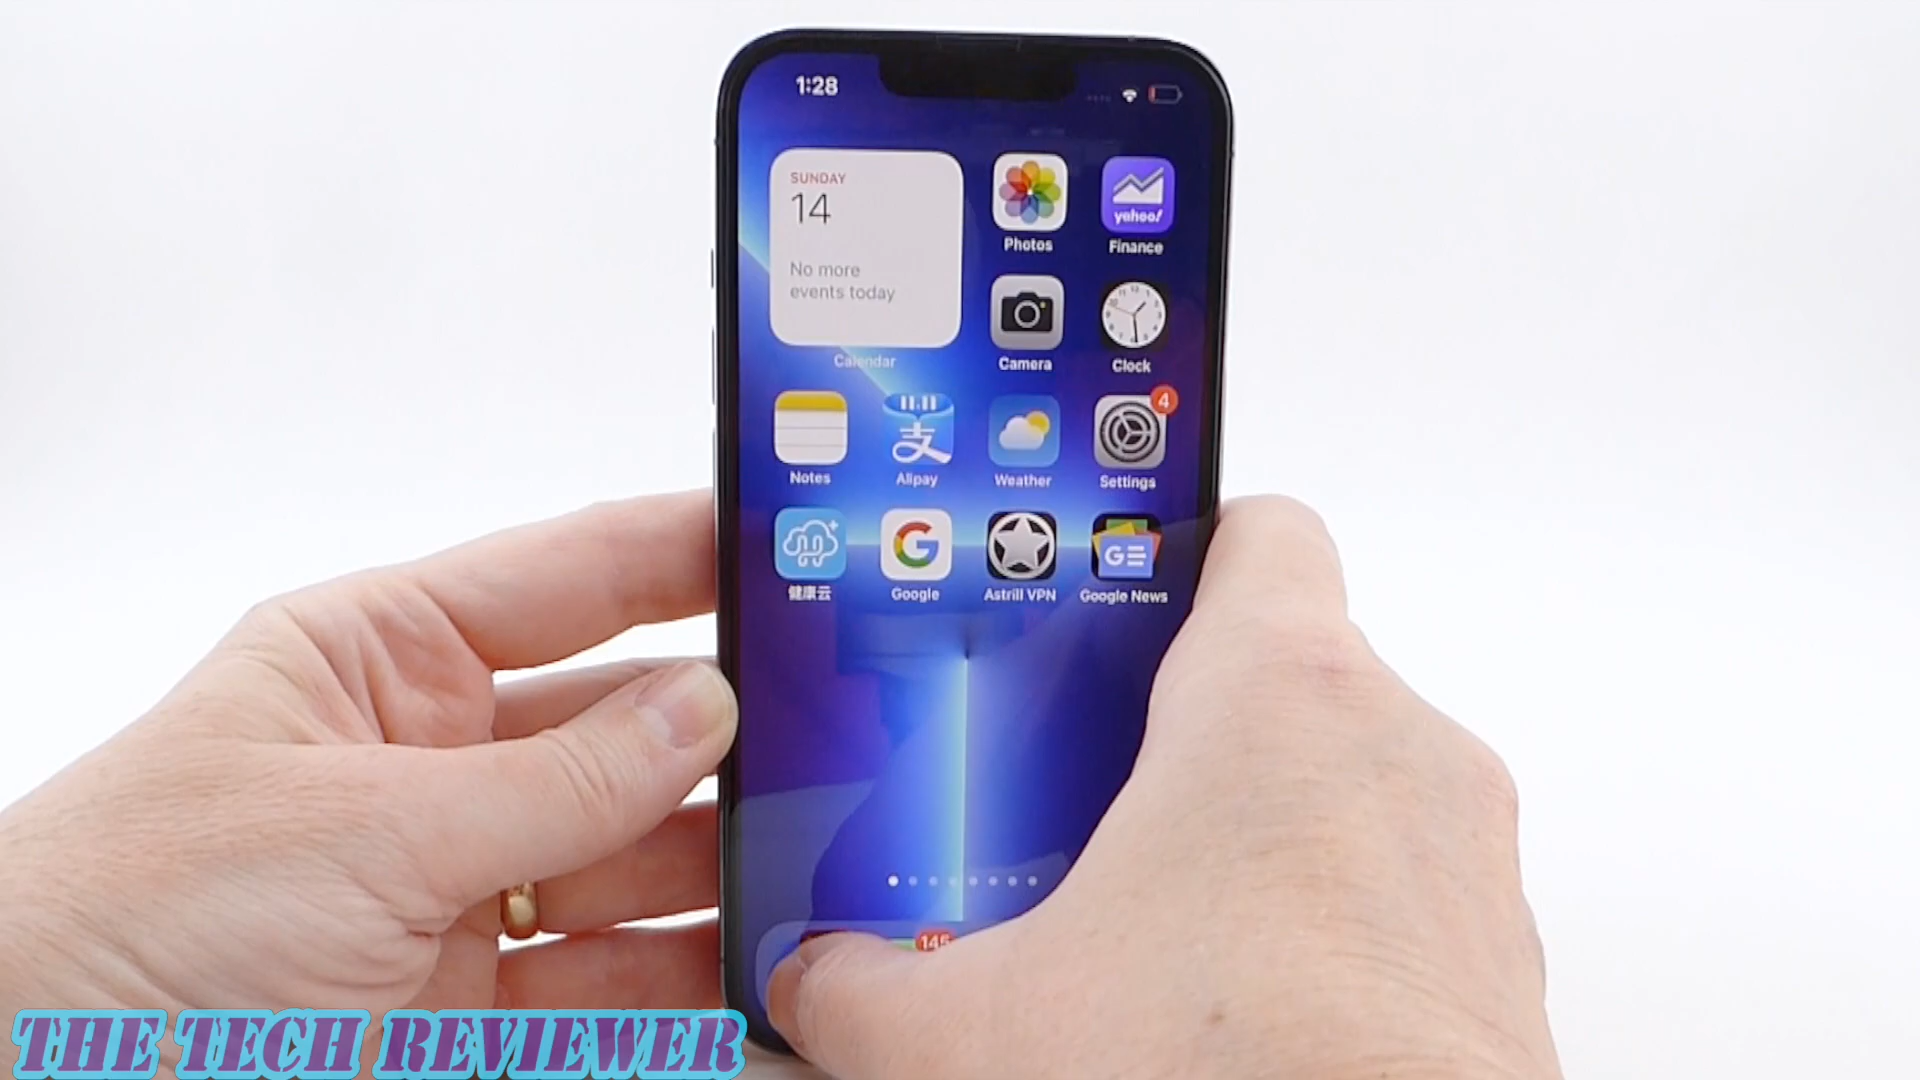 1:28
SUNDAY
14
No more
events today
Calendar
Photos
yahoo!
Finance
Camera
Clock
Notes
11.11
支
Alipay
Weather
4
Settings
健康云
G
Google
Astrill VPN
G
Google News
145
THE TECH REVIEWER